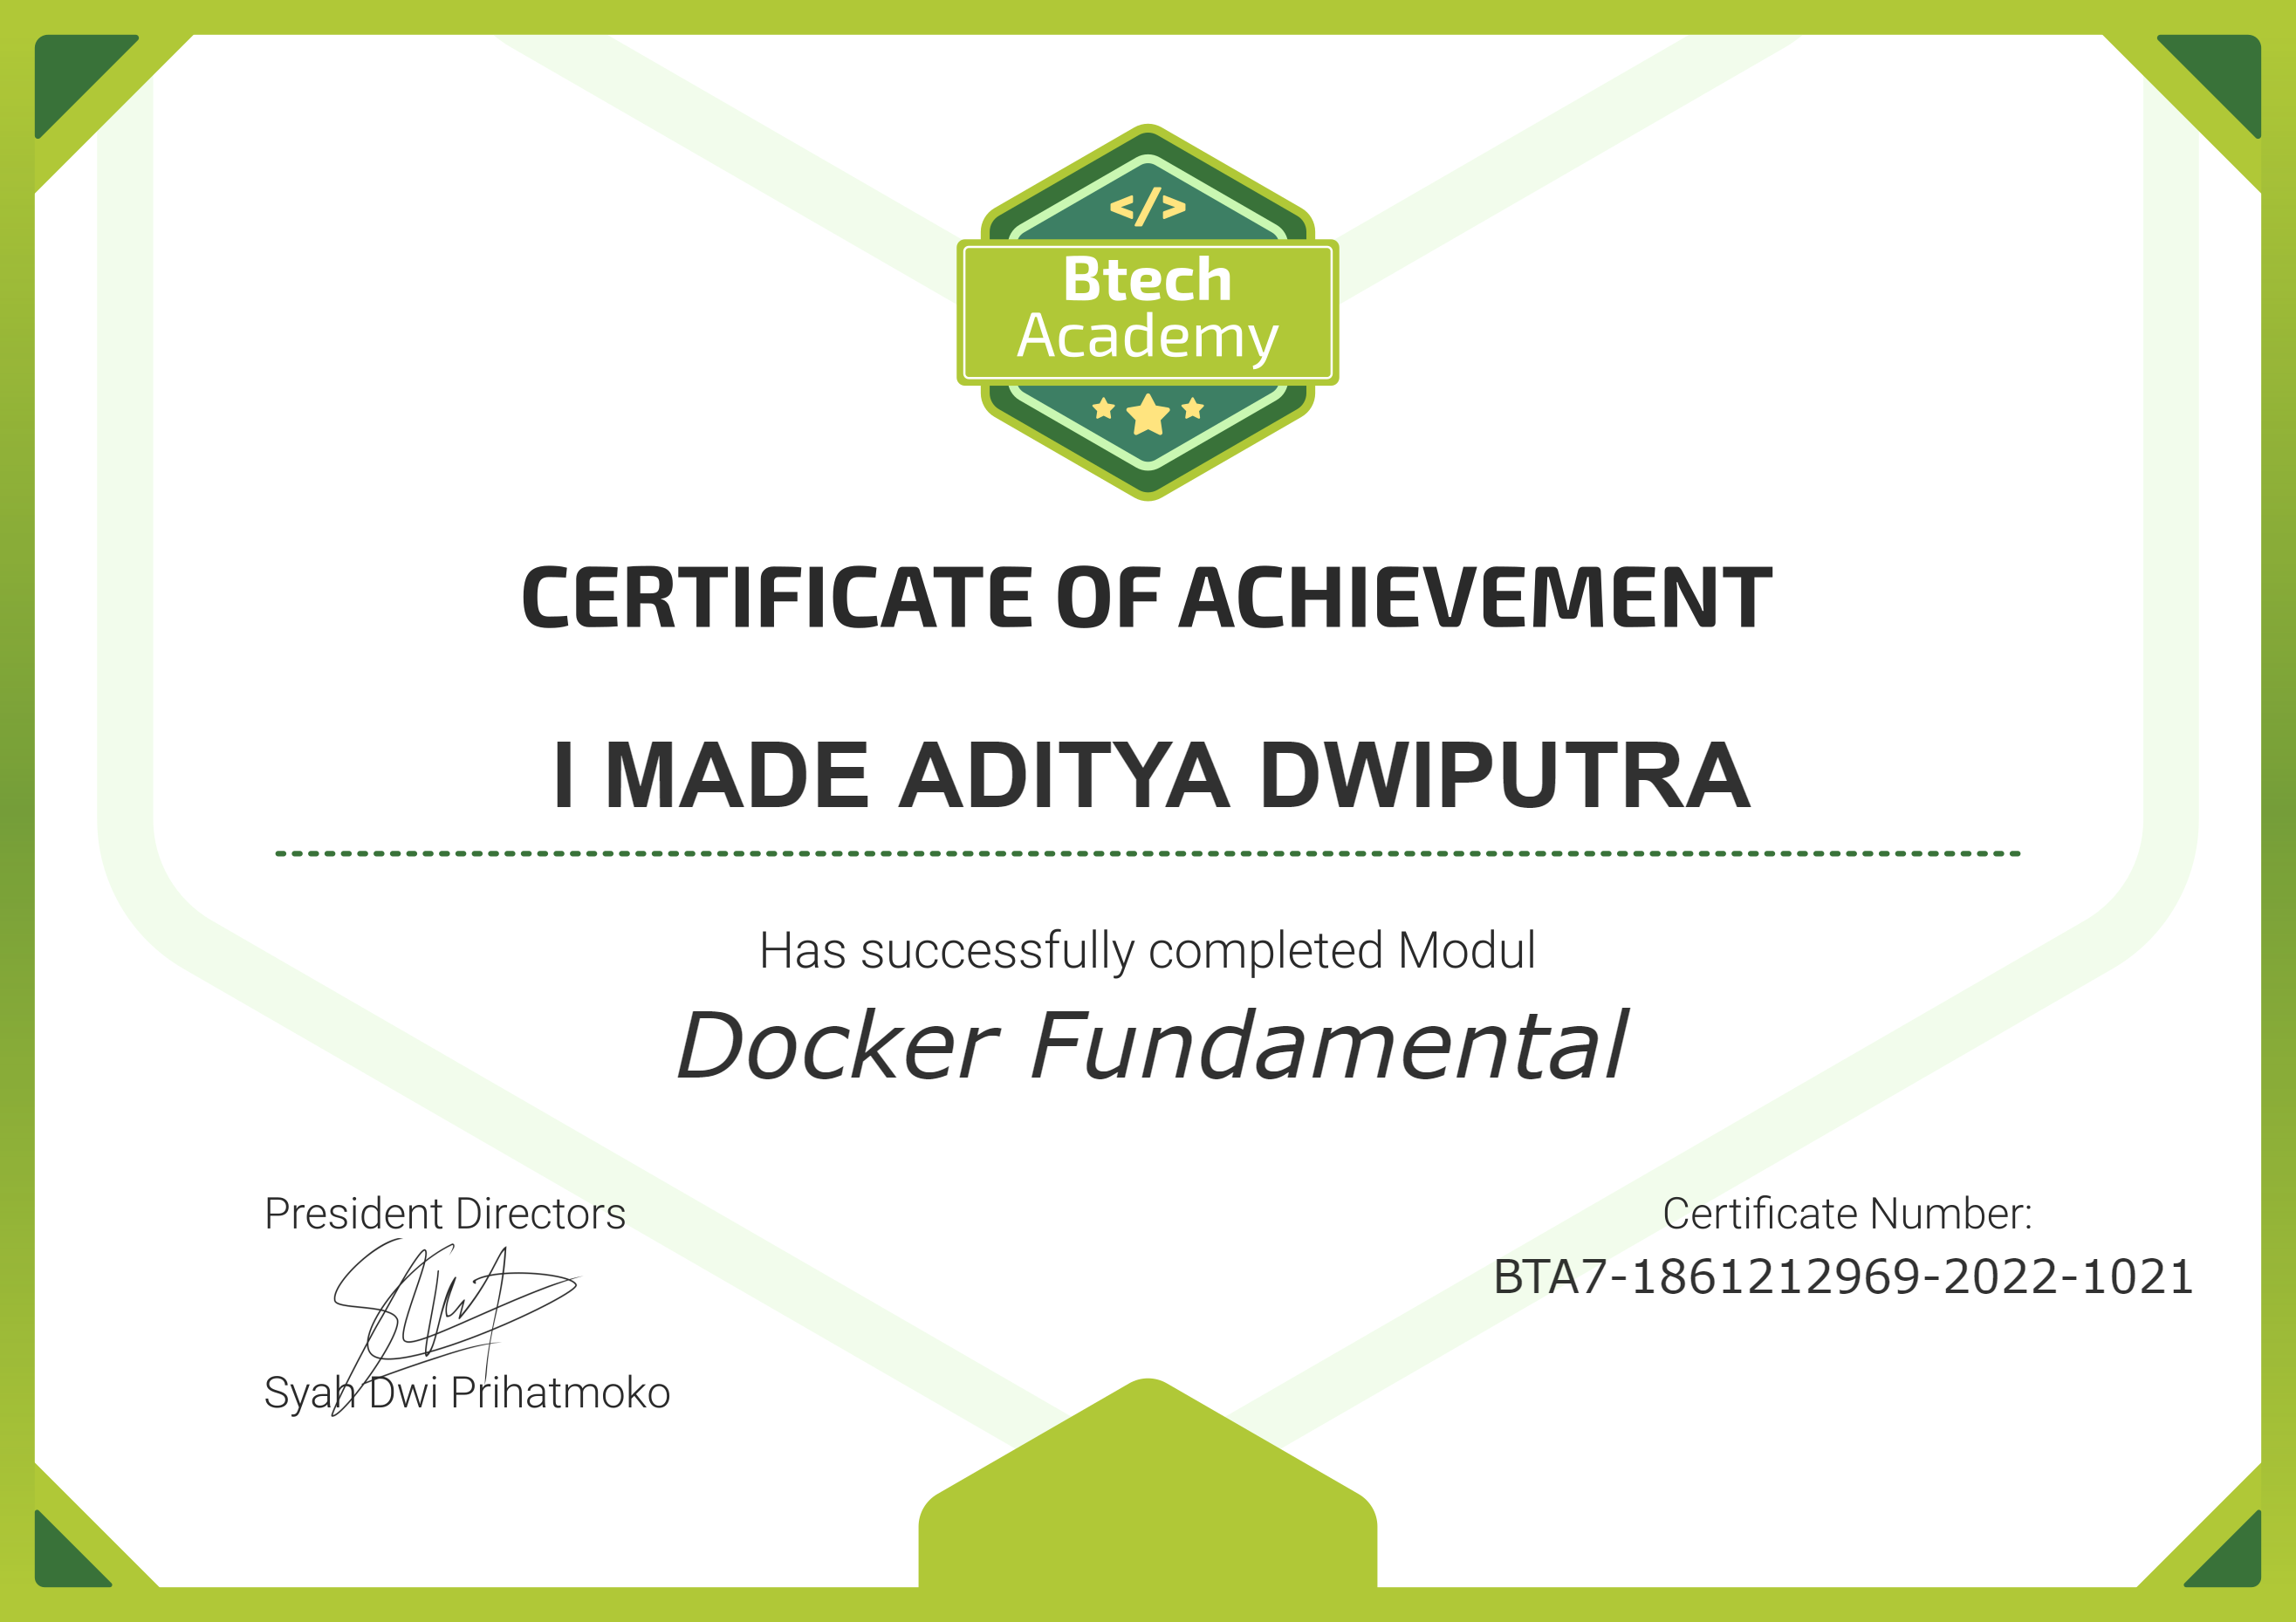 </>
Btech
Academy
CERTIFICATE OF ACHIEVEMENT
I MADE ADITYA DWIPUTRA
Has successfully completed Modul
Docker Fundamental
President Directors
Syah Dwi Prihatmoko
Certificate Number:
BTA7-1861212969-2022-1021